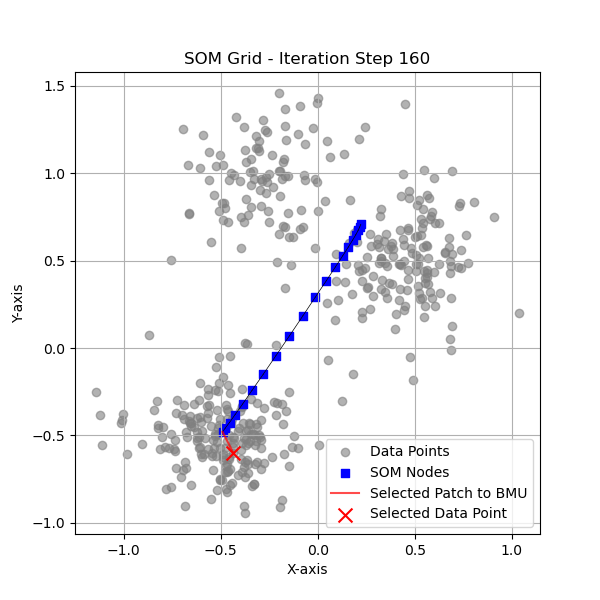 SOM Grid - Iteration Step 160
Y-axis
1.5
1.0
0.5
0.0
−0.5
−1.0
−1.0
−0.5
0.0
0.5
1.0
X-axis
Data Points
SOM Nodes
Selected Patch to BMU
Selected Data Point